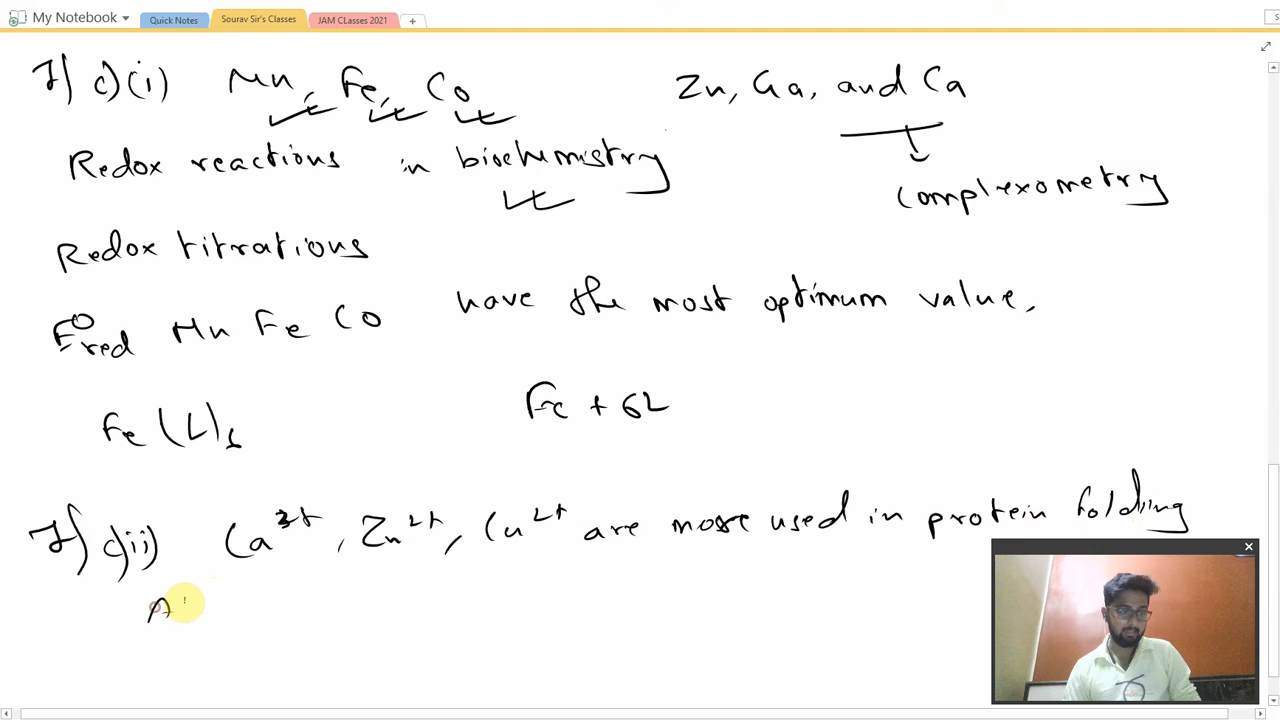 My Notebook
Quick Notes
Sourav Sir's Classes
JAM CLasses 2021
7) c)(i) Mn, Fe, Co Zn, Ga, and Ca
Redox reactions in biochemistry
complexometry
Redox titrations
E⁰red Mn Fe Co have the most optimum value.
Fe (L)6 Fe + 6L
7) c)ii) Ca²⁺, Zn²⁺, Cu²⁺ are more used in protein folding
A